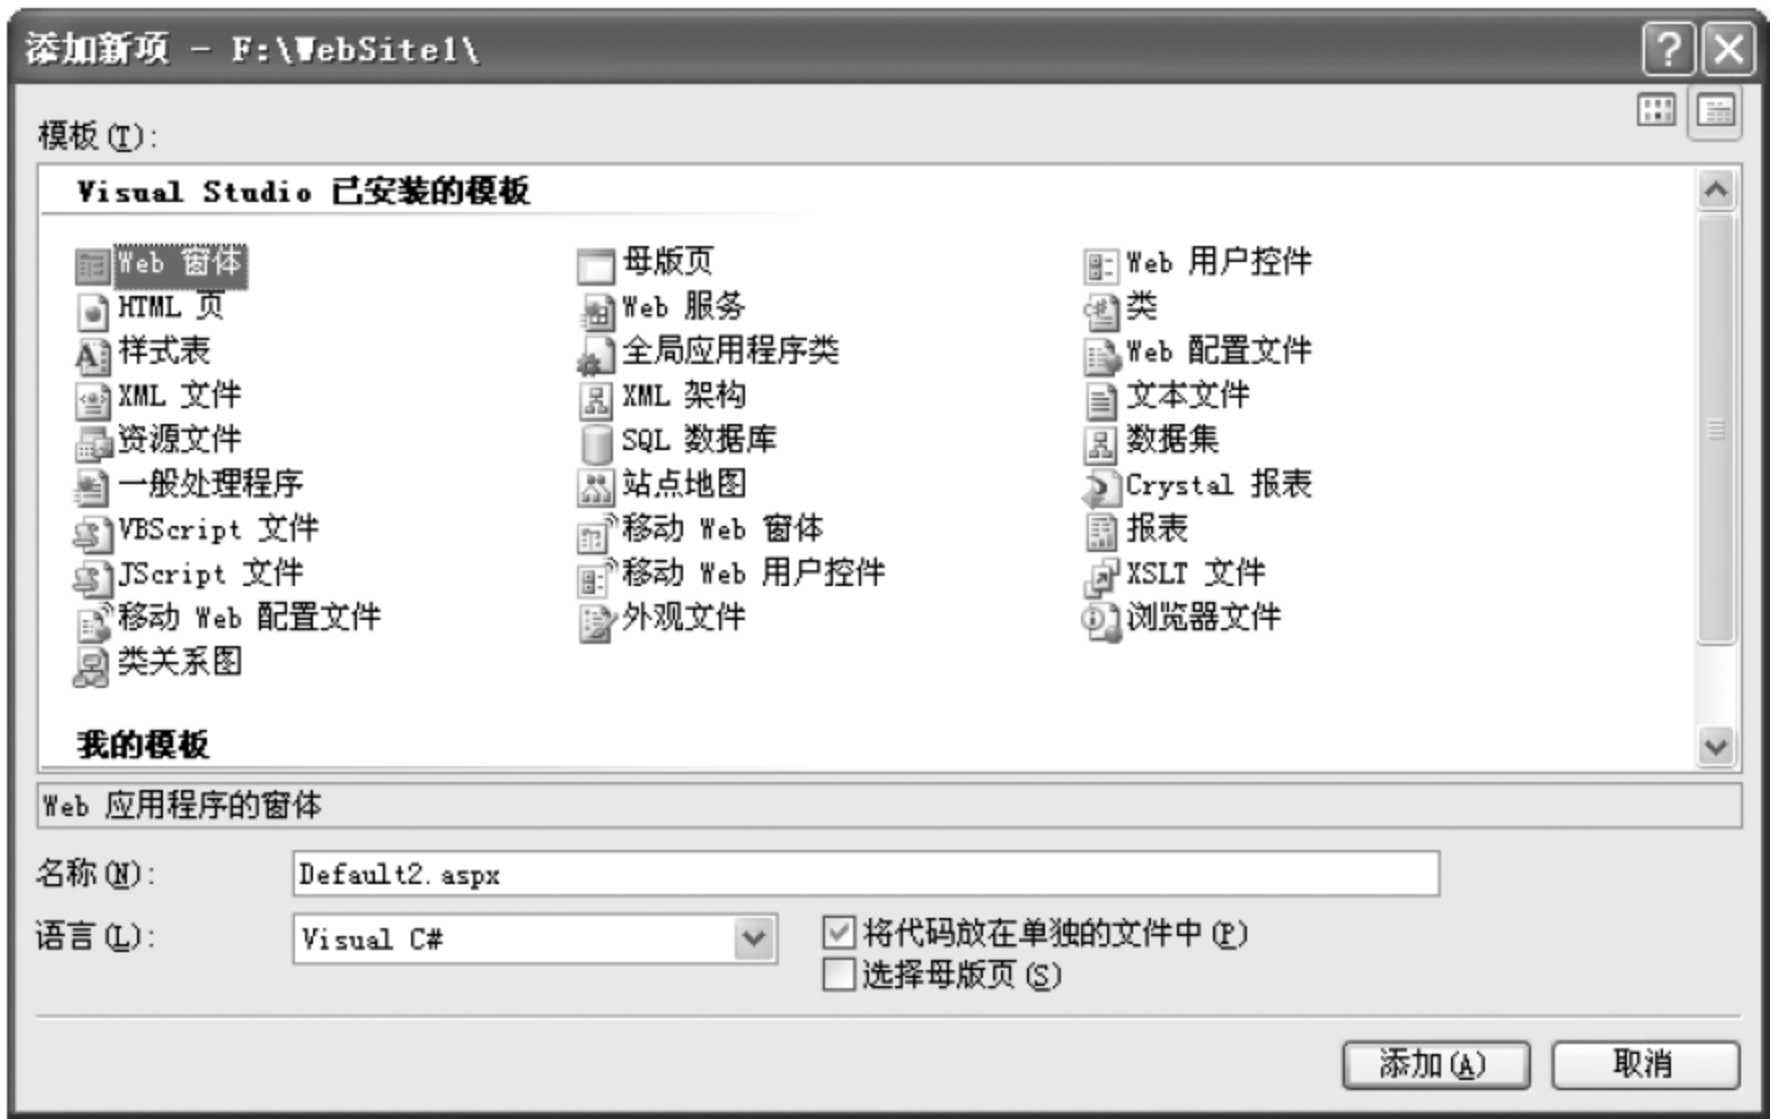 添加新项 - F:\WebSite1\
模板(T):
Visual Studio 已安装的模板
Web 窗体 母版页 Web 用户控件
HTML 页 Web 服务 类
样式表 全局应用程序类 Web 配置文件
XML 文件 XML 架构 文本文件
资源文件 SQL 数据库 数据集
一般处理程序 站点地图 Crystal 报表
VBScript 文件 移动 Web 窗体 报表
JScript 文件 移动 Web 用户控件 XSLT 文件
移动 Web 配置文件 外观文件 浏览器文件
类关系图
我的模板
Web 应用程序的窗体
名称(N): Default2.aspx
语言(L): Visual C# 将代码放在单独的文件中(P)
选择母版页(S)
添加(A) 取消